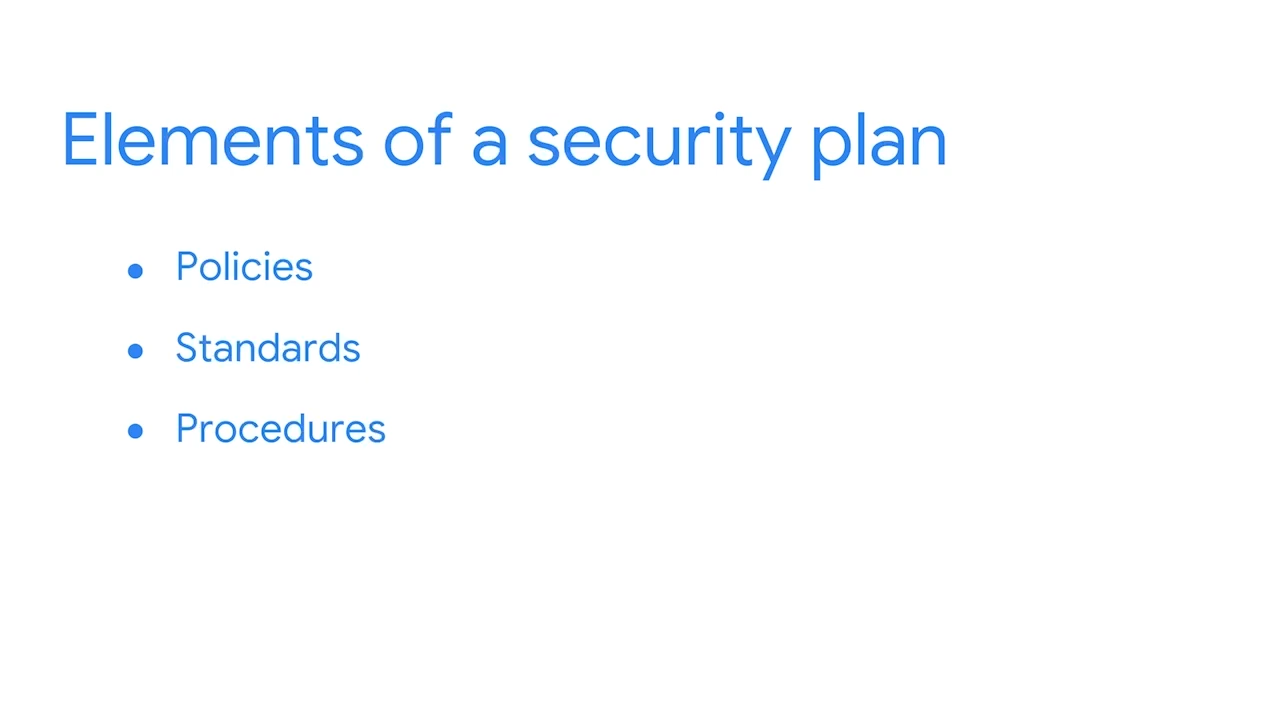 Elements of a security plan
● Policies
● Standards
● Procedures